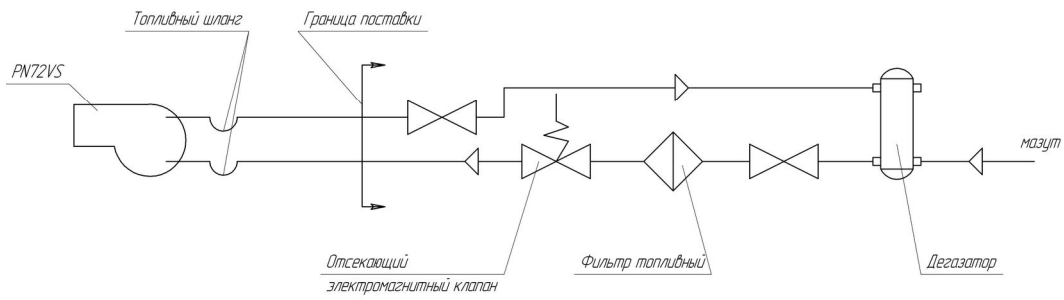 Топливный шланг
Граница поставки
PN72VS
мазут
Отсекающий
электромагнитный клапан
Фильтр топливный
Дегазатор